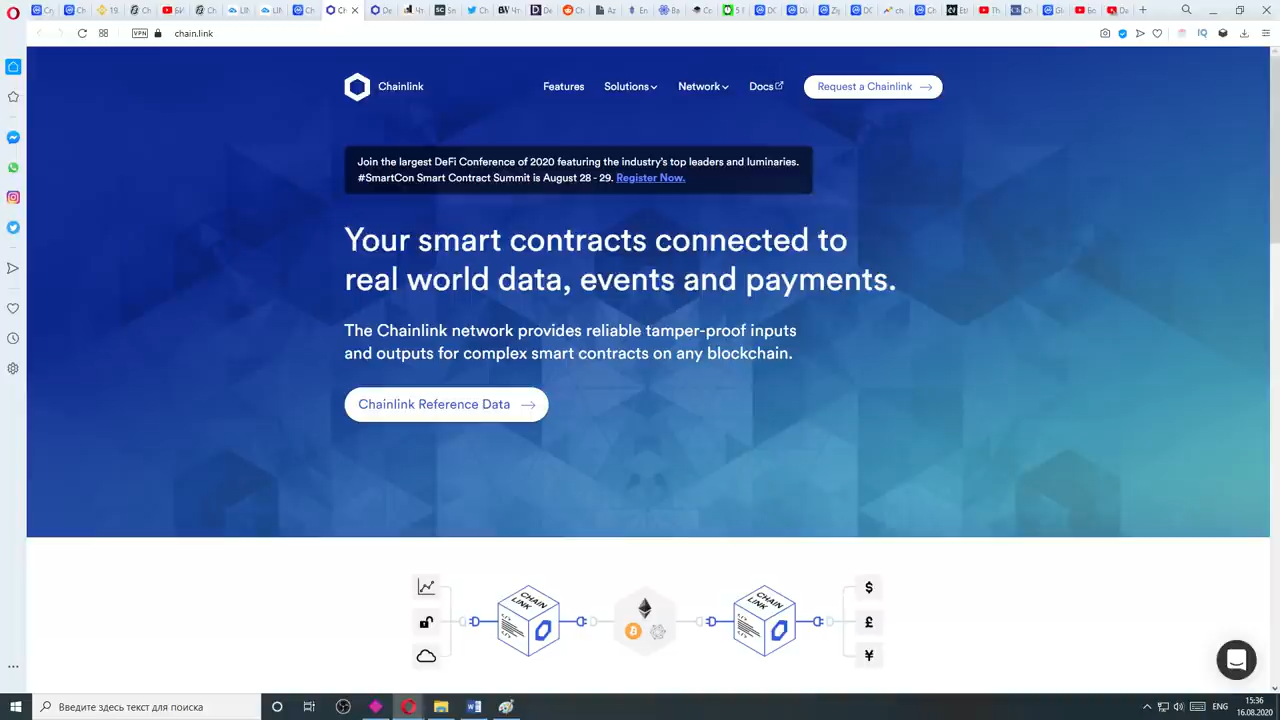 VPN
chain.link
Chainlink
Features
Solutions
Network
Docs
Request a Chainlink
Join the largest DeFi Conference of 2020 featuring the industry's top leaders and luminaries.
#SmartCon Smart Contract Summit is August 28 - 29. Register Now.
Your smart contracts connected to
real world data, events and payments.
The Chainlink network provides reliable tamper-proof inputs
and outputs for complex smart contracts on any blockchain.
Chainlink Reference Data
CHAIN
LINK
CHAIN
LINK
$
£
¥
Введите здесь текст для поиска
ENG
15:36
16.08.2020